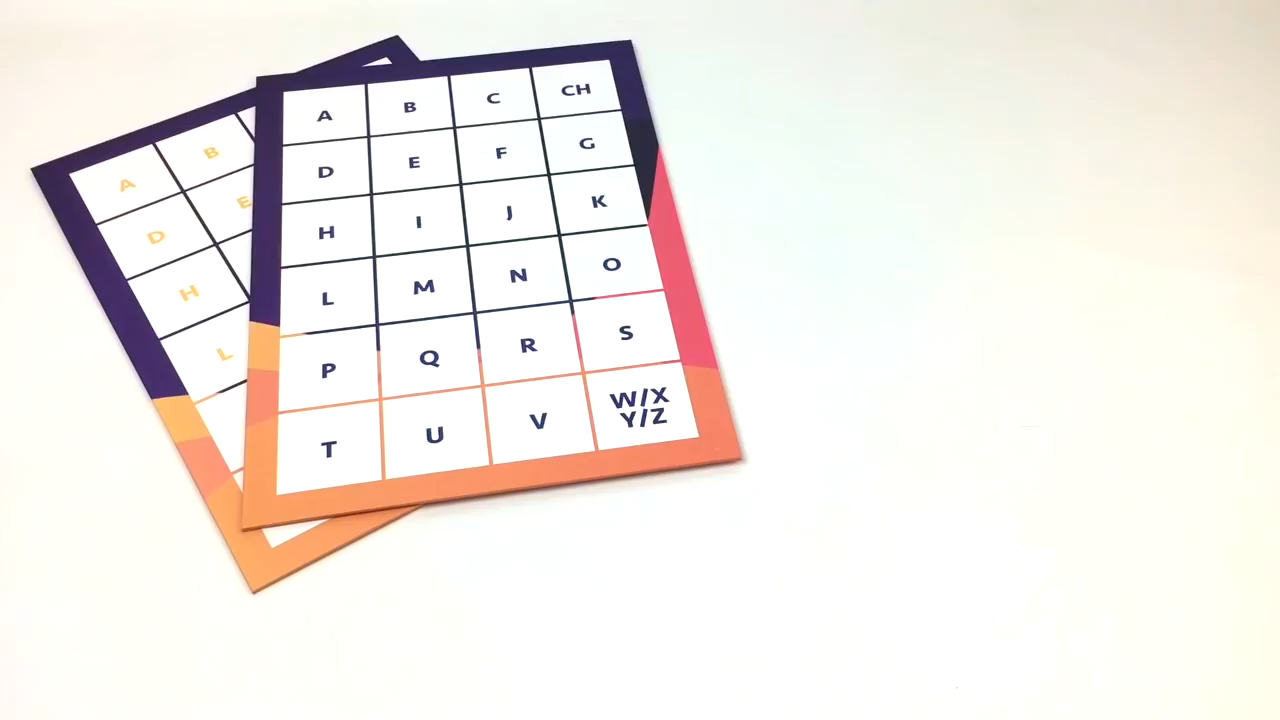 A B C CH
D E F G
H I J K
L M N O
P Q R S
T U V W/X
Y/Z
A B
D E
H
L